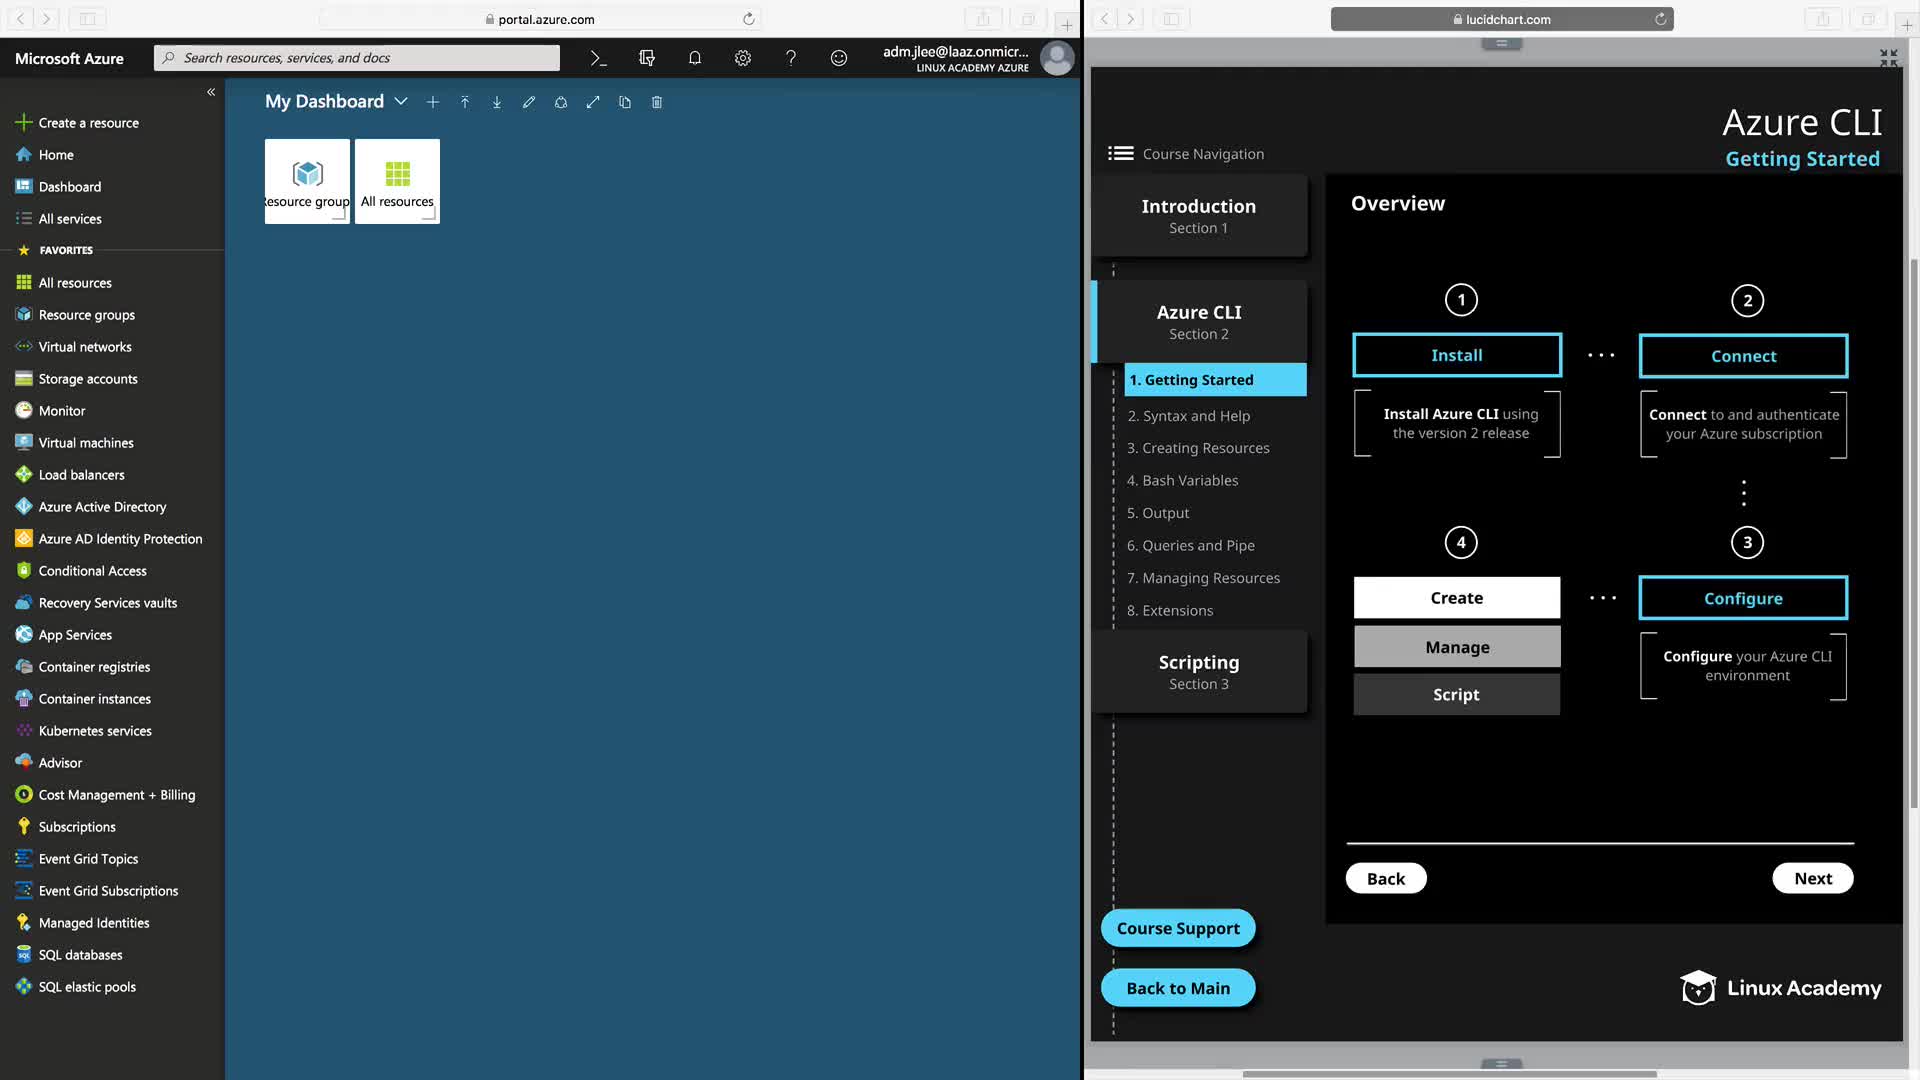 portal.azure.com
Microsoft Azure
Search resources, services, and docs
adm.jlee@laaz.onmicr...
LINUX ACADEMY AZURE
Create a resource
Home
Dashboard
All services
FAVORITES
All resources
Resource groups
Virtual networks
Storage accounts
Monitor
Virtual machines
Load balancers
Azure Active Directory
Azure AD Identity Protection
Conditional Access
Recovery Services vaults
App Services
Container registries
Container instances
Kubernetes services
Advisor
Cost Management + Billing
Subscriptions
Event Grid Topics
Event Grid Subscriptions
Managed Identities
SQL databases
SQL elastic pools
My Dashboard
esource group
All resources
lucidchart.com
Azure CLI
Getting Started
Course Navigation
Introduction
Section 1
Azure CLI
Section 2
1. Getting Started
2. Syntax and Help
3. Creating Resources
4. Bash Variables
5. Output
6. Queries and Pipe
7. Managing Resources
8. Extensions
Scripting
Section 3
Course Support
Back to Main
Overview
1
Install
Install Azure CLI using
the version 2 release
2
Connect
Connect to and authenticate
your Azure subscription
3
Configure
Configure your Azure CLI
environment
4
Create
Manage
Script
Back
Next
Linux Academy